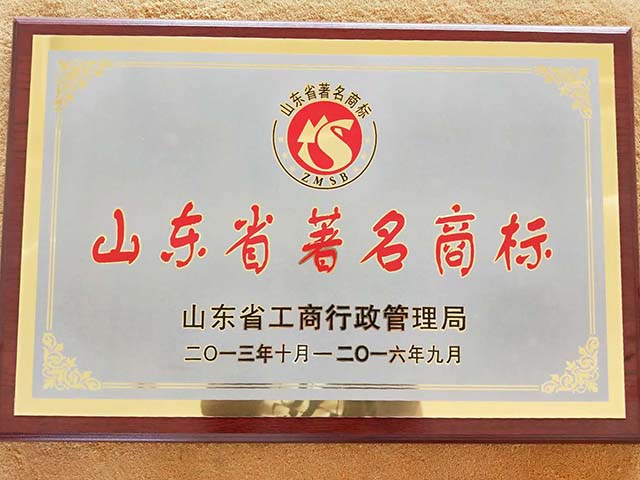 山东省著名商标
ZMSB
山东省著名商标
山东省工商行政管理局
二〇一三年十月一二〇一六年九月